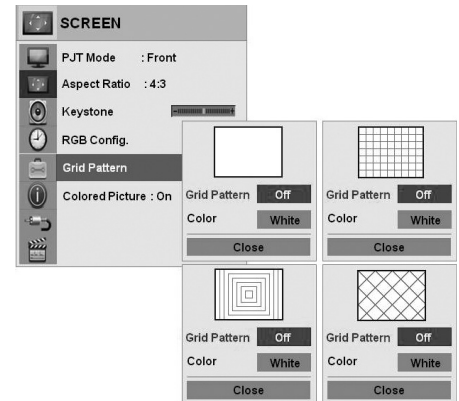 SCREEN
PJT Mode : Front
Aspect Ratio : 4:3
Keystone - +
RGB Config.
Grid Pattern
Colored Picture : On
Grid Pattern Off
Color White
Close
Grid Pattern Off
Color White
Close
Grid Pattern Off
Color White
Close
Grid Pattern Off
Color White
Close